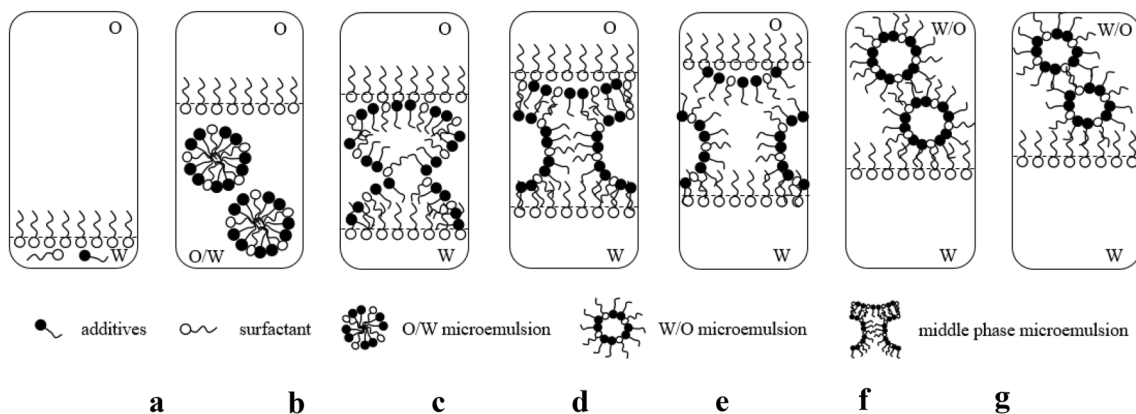 O O O O O W/O W/O
W O/W W W W W W
additives surfactant O/W microemulsion W/O microemulsion middle phase microemulsion
a b c d e f g